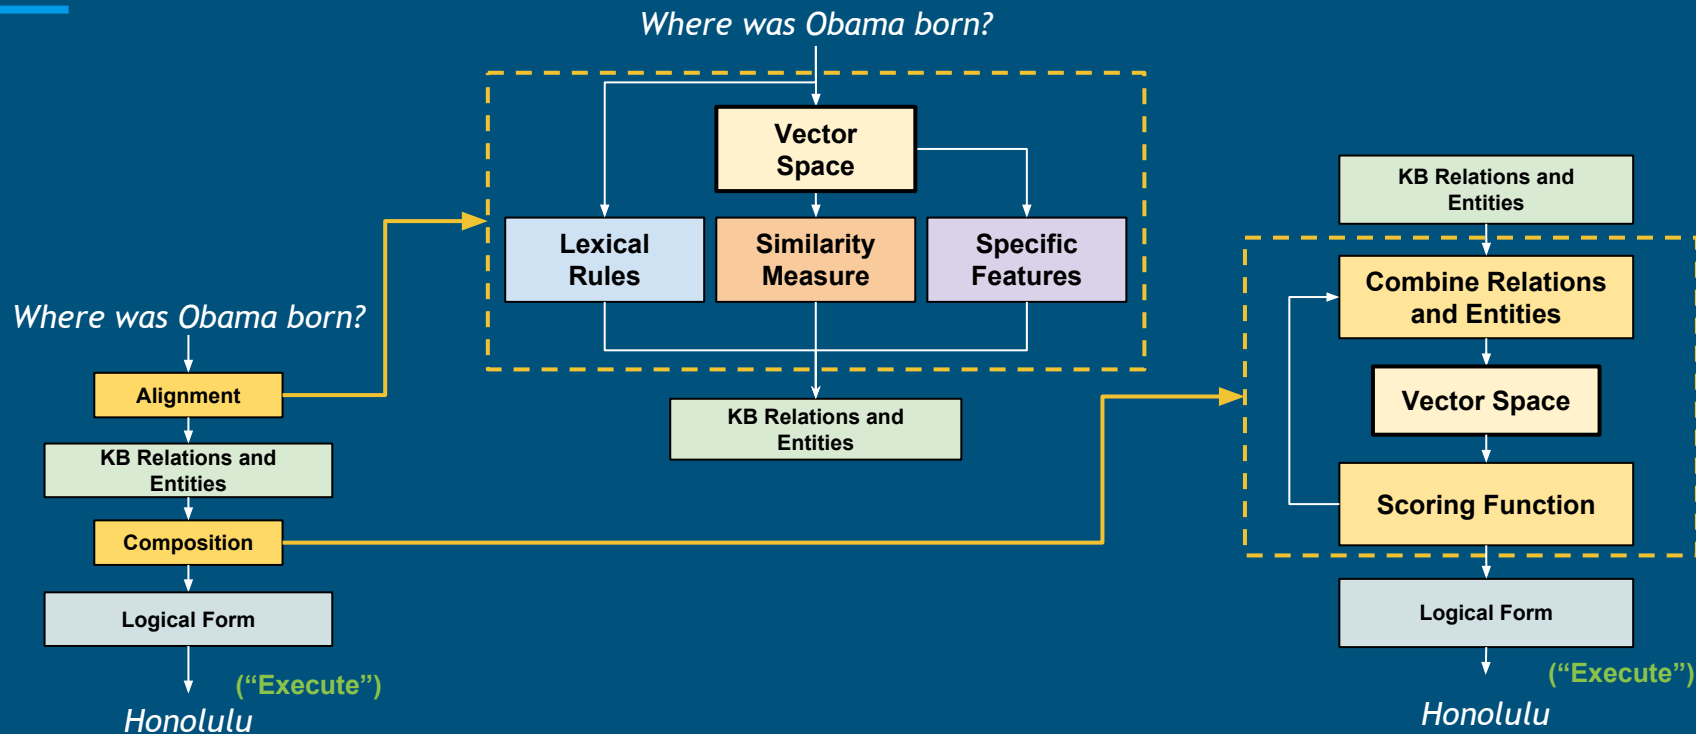 Where was Obama born?
Alignment
KB Relations and
Entities
Composition
Logical Form
(“Execute”)
Honolulu
Where was Obama born?
Vector
Space
Lexical
Rules
Similarity
Measure
Specific
Features
KB Relations and
Entities
KB Relations and
Entities
Combine Relations
and Entities
Vector Space
Scoring Function
Logical Form
(“Execute”)
Honolulu